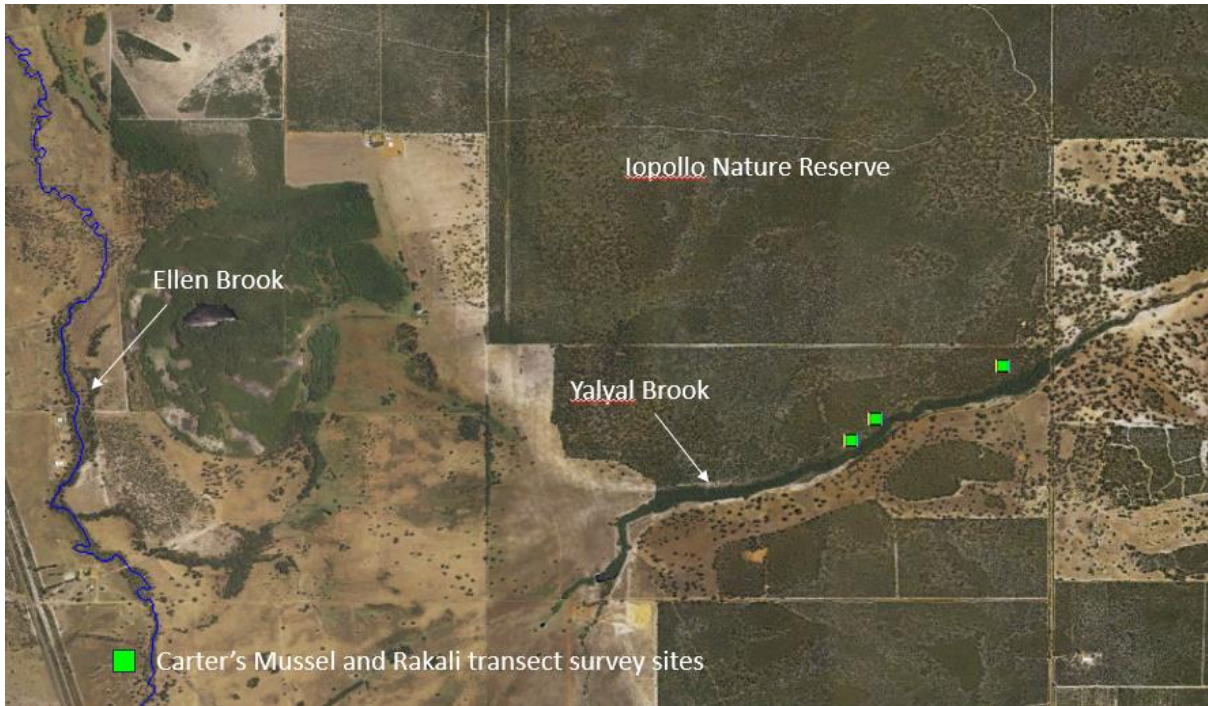 Iopollo Nature Reserve
Ellen Brook
Yalyal Brook
Carter's Mussel and Rakali transect survey sites